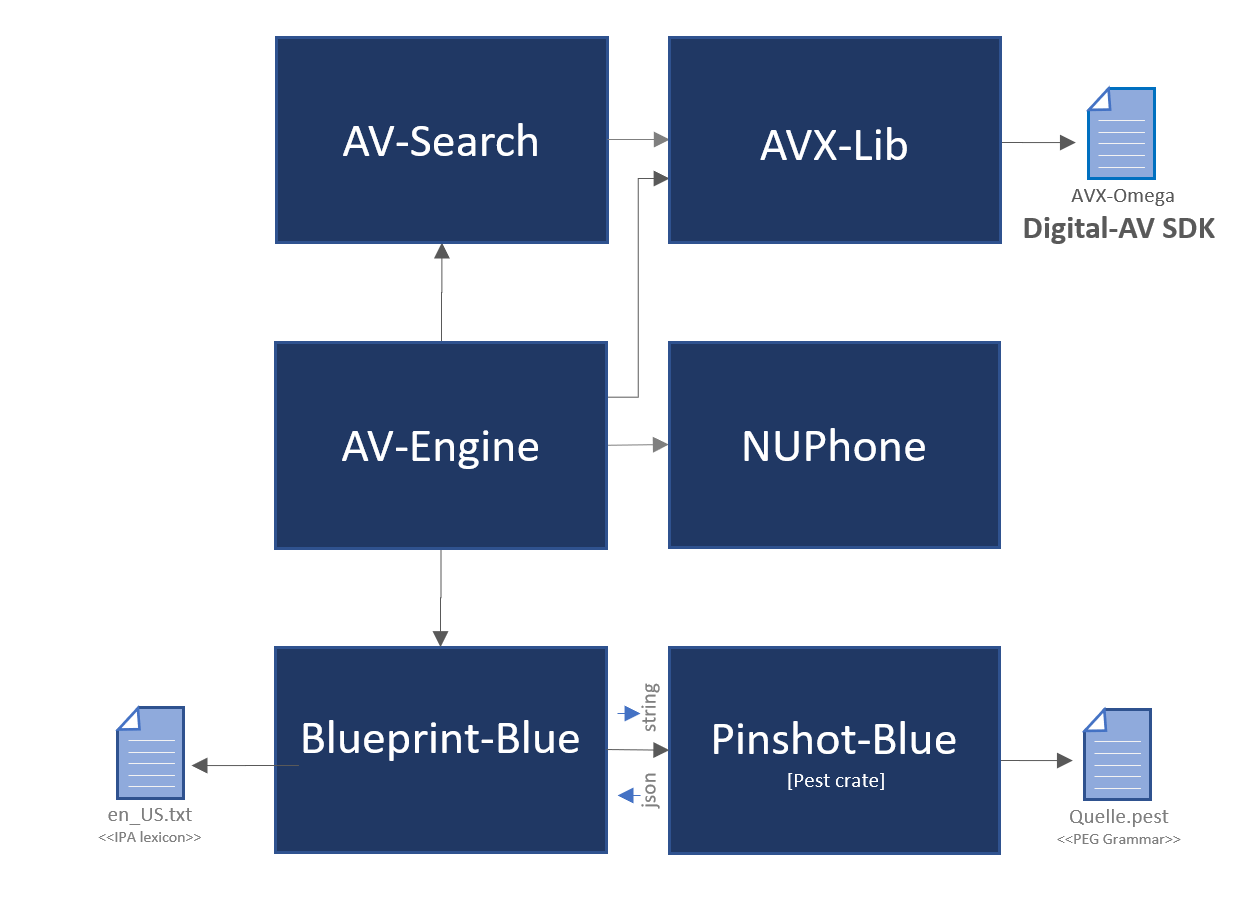 AV-Search
AVX-Lib
AVX-Omega
Digital-AV SDK
AV-Engine
NUPhone
Blueprint-Blue
string
json
Pinshot-Blue
[Pest crate]
en_US.txt
<<IPA lexicon>>
Quelle.pest
<<PEG Grammar>>